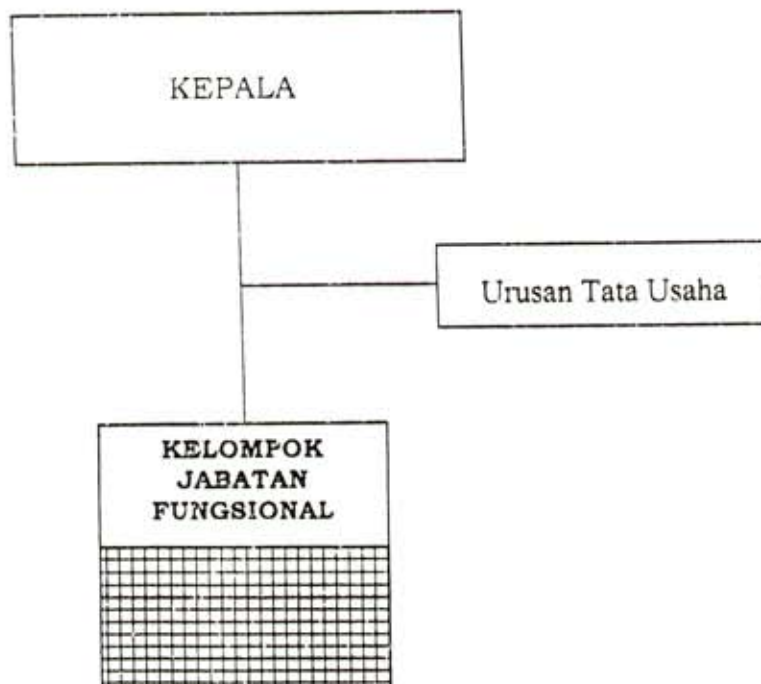 KEPALA
Urusan Tata Usaha
KELOMPOK
JABATAN
FUNGSIONAL